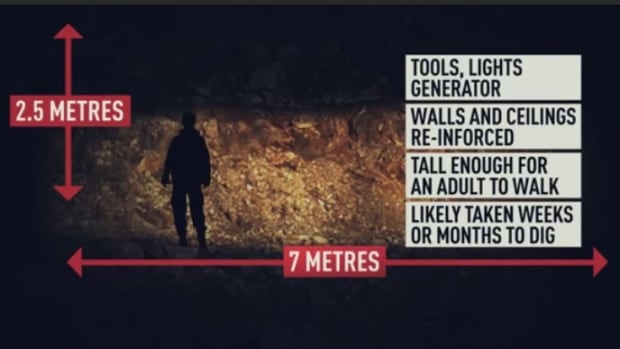 2.5 METRES
TOOLS, LIGHTS
GENERATOR
WALLS AND CEILINGS
RE-INFORCED
TALL ENOUGH FOR
AN ADULT TO WALK
LIKELY TAKEN WEEKS
OR MONTHS TO DIG
7 METRES